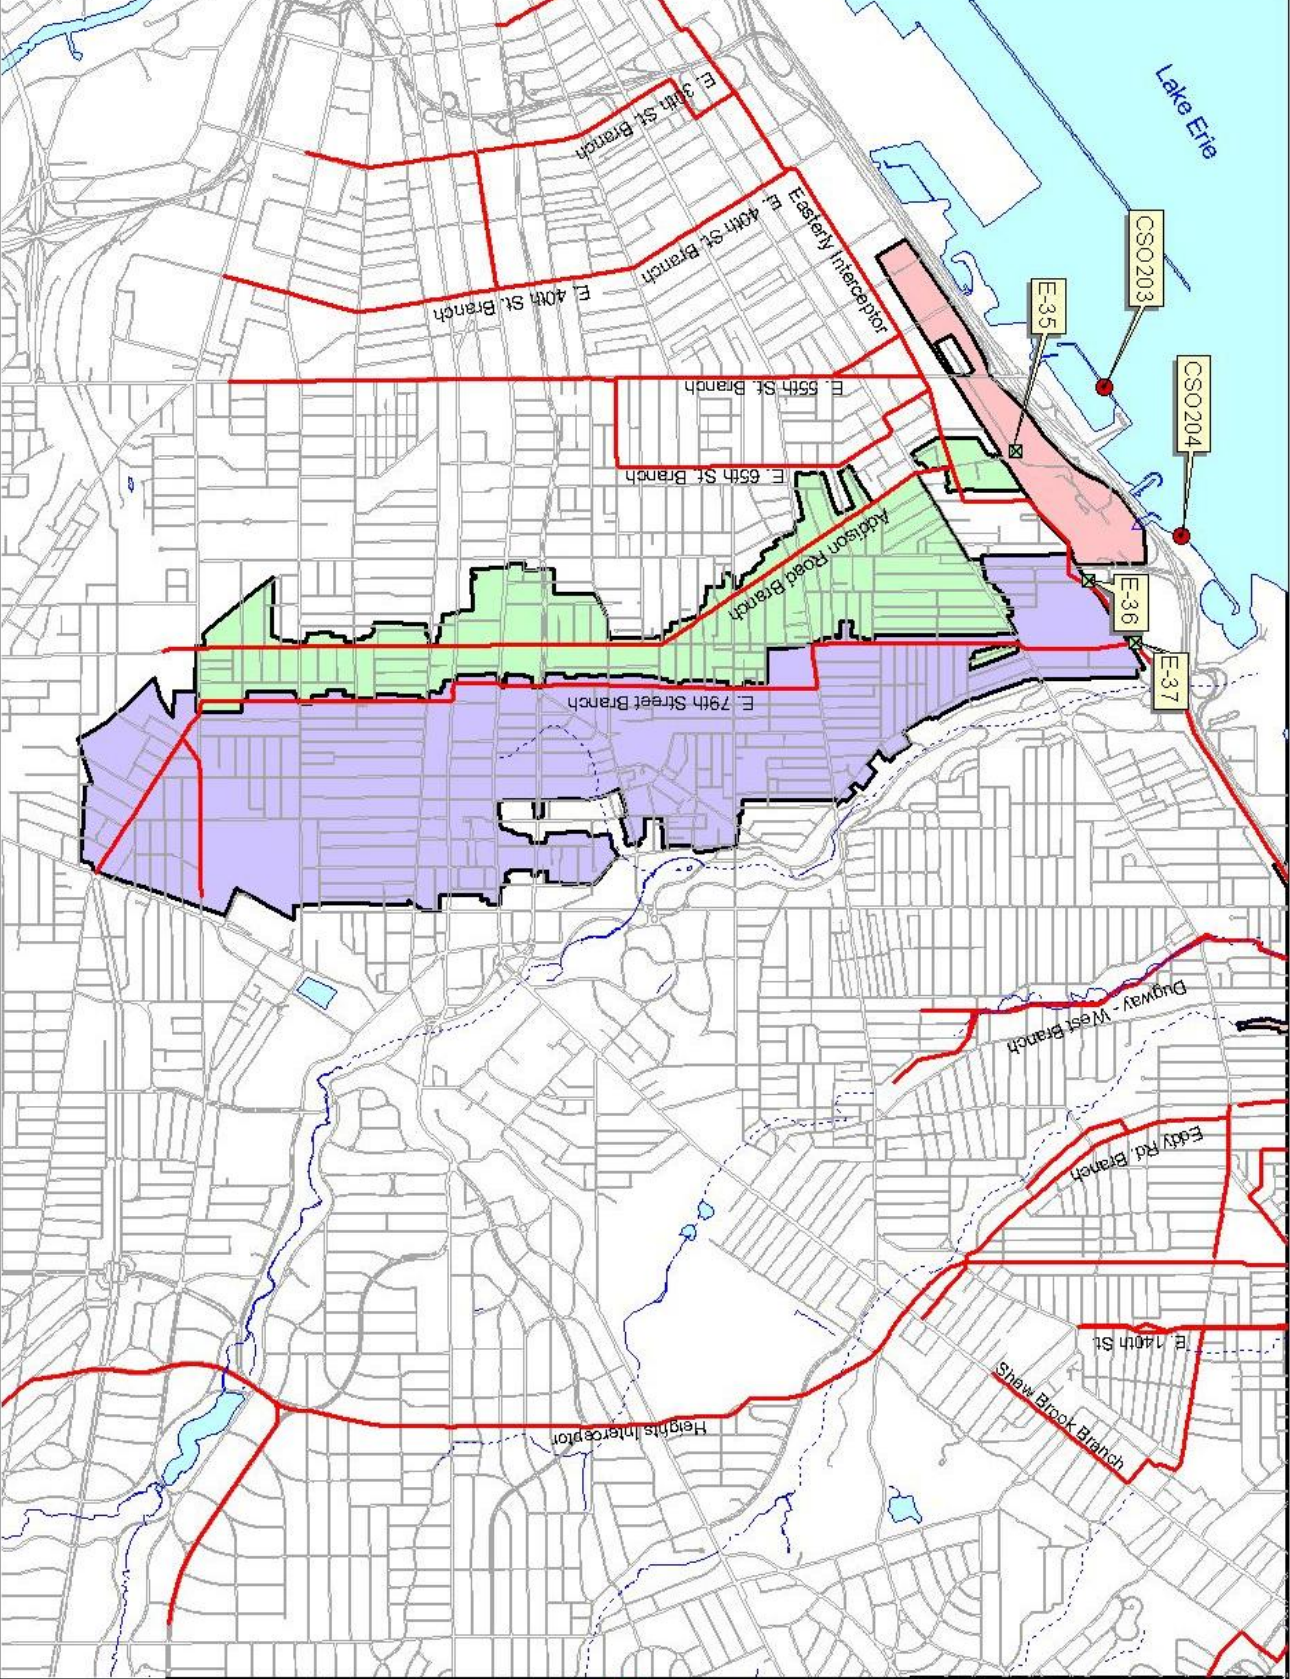 Lake Erie
E. 30th St. Branch
E. 40th St. Branch
Easterly Interceptor
CSO203
E. 40th St. Branch
E-35
CSO204
E. 55th St. Branch
E. 65th St. Branch
Addison Road Branch
E-36
E-37
E. 79th Street Branch
Dugway - West Branch
Eddy Rd. Branch
E. 140th St.
Shaw Brook Branch
Heights Interceptor